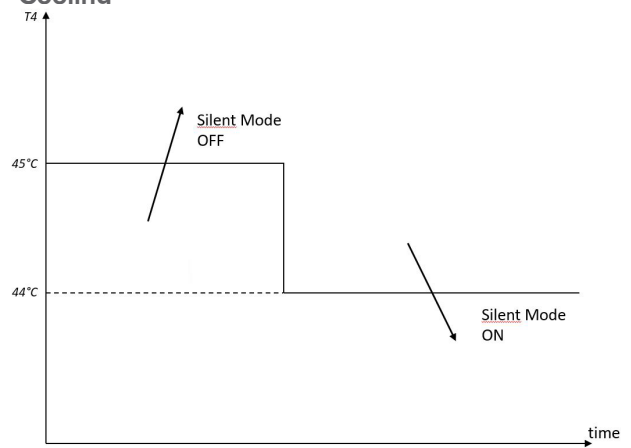 Cooling
T4
Silent Mode
OFF
45°C
44°C
Silent Mode
ON
time